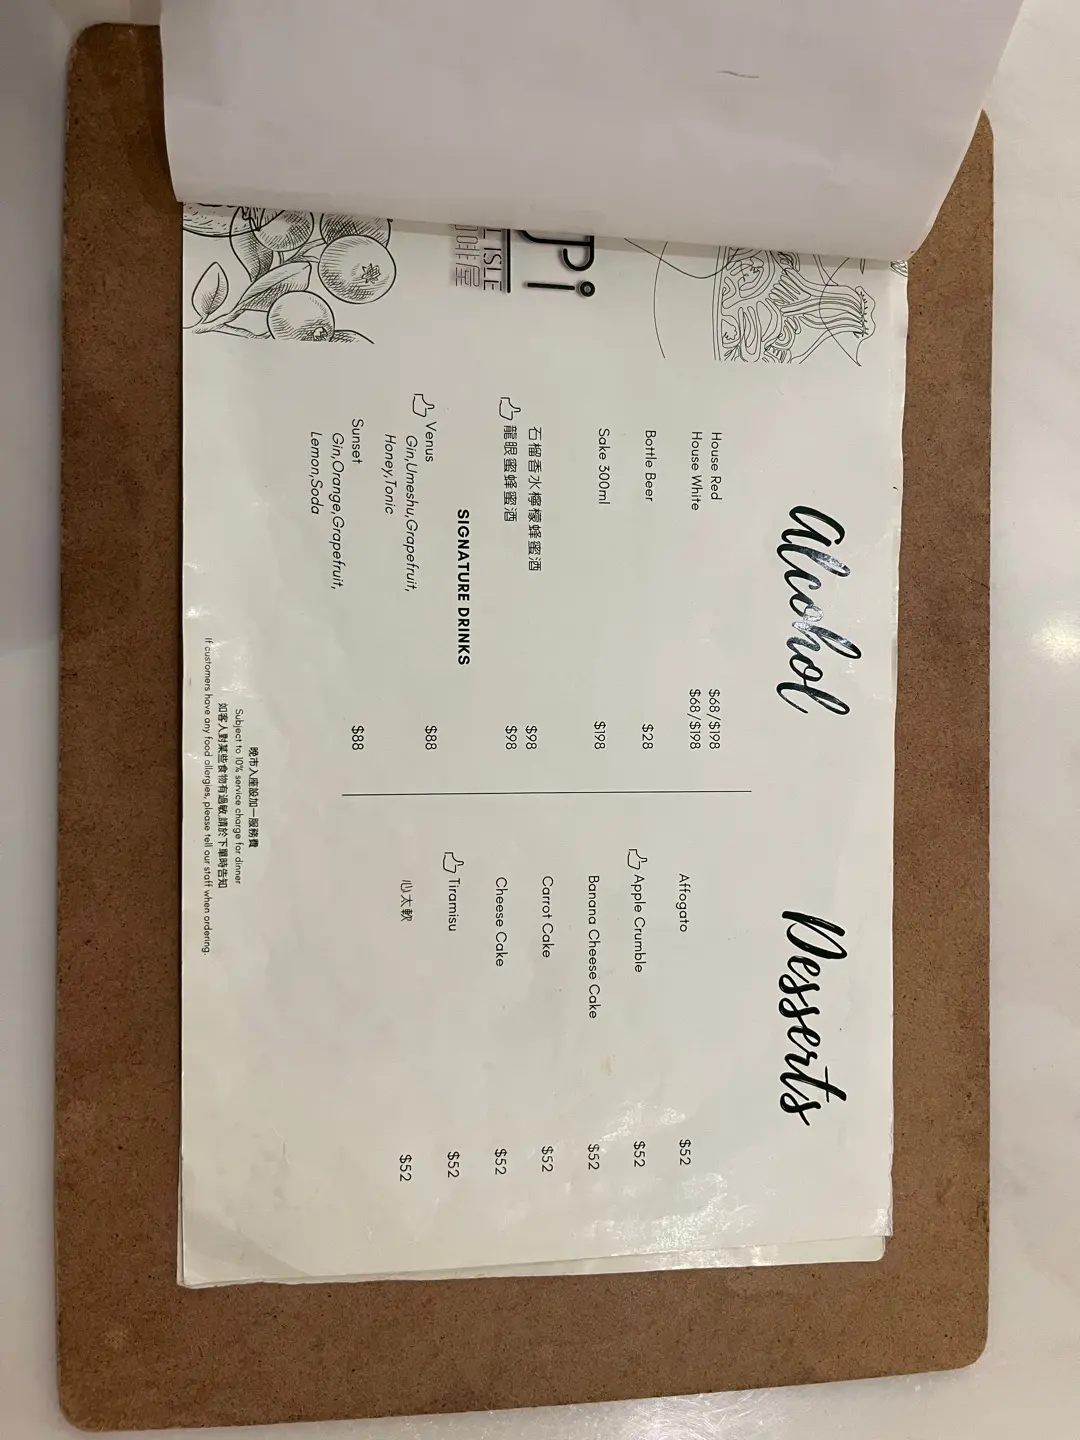 L ISLE
啡屋
Alcohol
House Red $68/$198
House White $68/$198
Bottle Beer $28
Sake 300ml $198
石榴香水檸檬蜂蜜酒 $98
龍眼蜜蜂蜜酒 $98
SIGNATURE DRINKS
Venus $88
Gin,Umeshu,Grapefruit,
Honey,Tonic
Sunset $88
Gin,Orange,Grapefruit,
Lemon,Soda
Desserts
Affogato $52
Apple Crumble $52
Banana Cheese Cake $52
Carrot Cake $52
Cheese Cake $52
Tiramisu $52
心太軟 $52
晚市入座設加一服務費
Subject to 10% service charge for dinner
如客人對某些食物有過敏,請於下單時告知
If customers have any food allergies, please tell our staff when ordering.